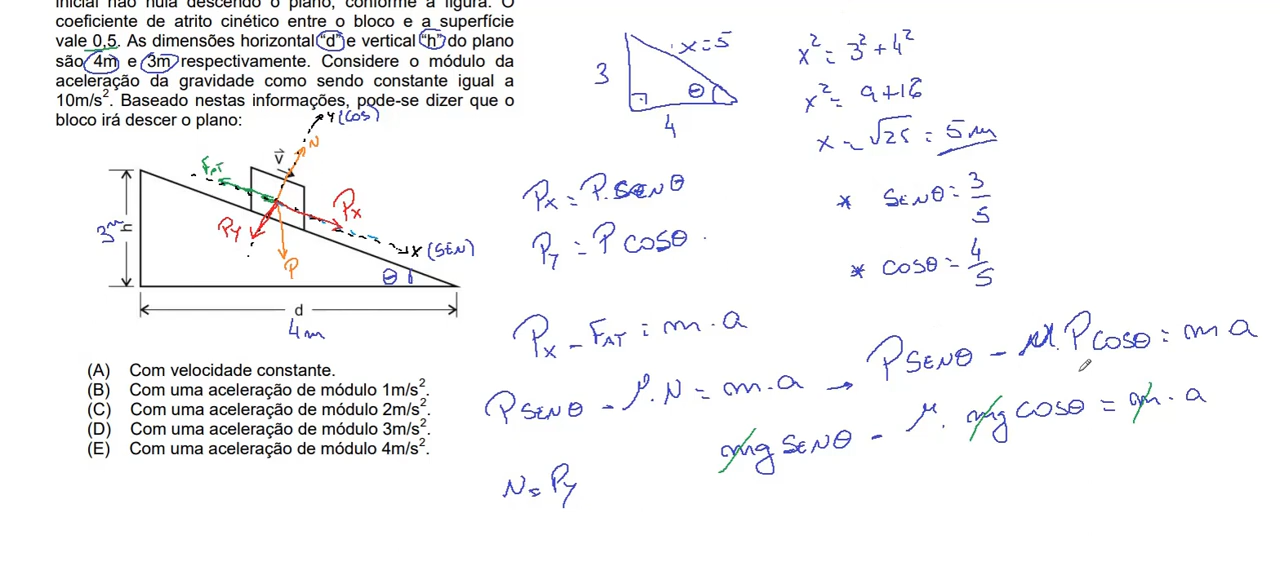 inicial não nula descendo o plano, conforme a figura. O
coeficiente de atrito cinético entre o bloco e a superfície
vale 0,5. As dimensões horizontal "d" e vertical "h" do plano
são 4m e 3m respectivamente. Considere o módulo da
aceleração da gravidade como sendo constante igual a
10m/s². Baseado nestas informações, pode-se dizer que o
bloco irá descer o plano:
Y (COS)
N
V
FAT
PX
PY
P
X (SEN)
3m
h
θ
d
4m
(A) Com velocidade constante.
(B) Com uma aceleração de módulo 1m/s².
(C) Com uma aceleração de módulo 2m/s².
(D) Com uma aceleração de módulo 3m/s².
(E) Com uma aceleração de módulo 4m/s².
x=5
3
θ
4
x² = 3² + 4²
x² = 9+16
x = √25 = 5m
PX = P.SENθ
PY = P COSθ
* SENθ = 3/5
* COSθ = 4/5
PX - FAT = m.a
PSENθ - μ.N = m.a → PSENθ - μ.PCOSθ = m a
mg SENθ - μ. mg COSθ = m.a
N = PY